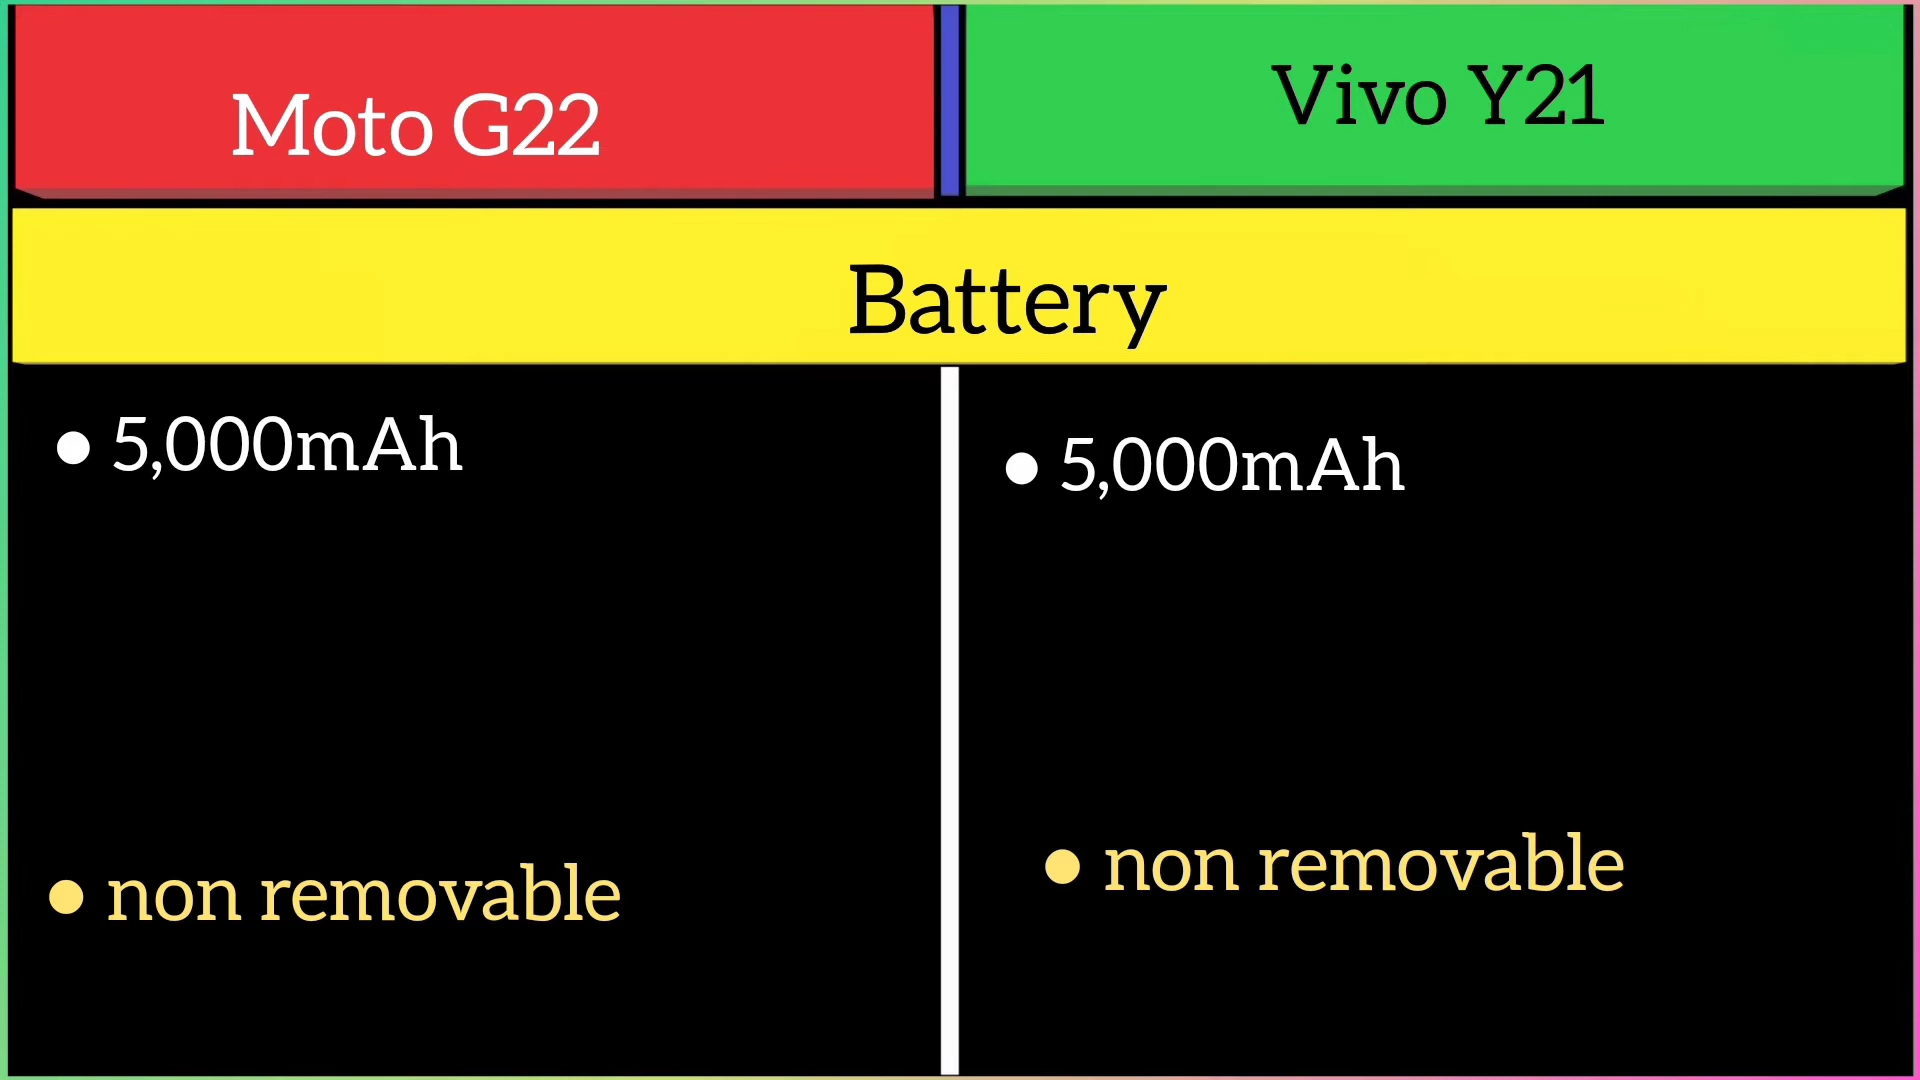 Moto G22
Vivo Y21
Battery
● 5,000mAh
● 5,000mAh
● non removable
● non removable